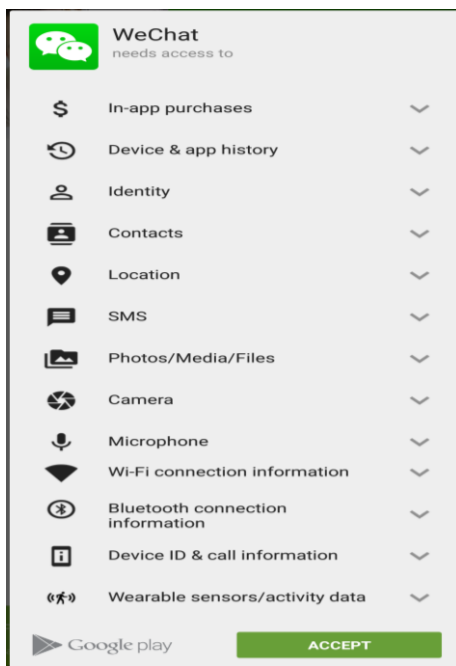 WeChat
needs access to
In-app purchases
Device & app history
Identity
Contacts
Location
SMS
Photos/Media/Files
Camera
Microphone
Wi-Fi connection information
Bluetooth connection
information
Device ID & call information
Wearable sensors/activity data
Google play
ACCEPT